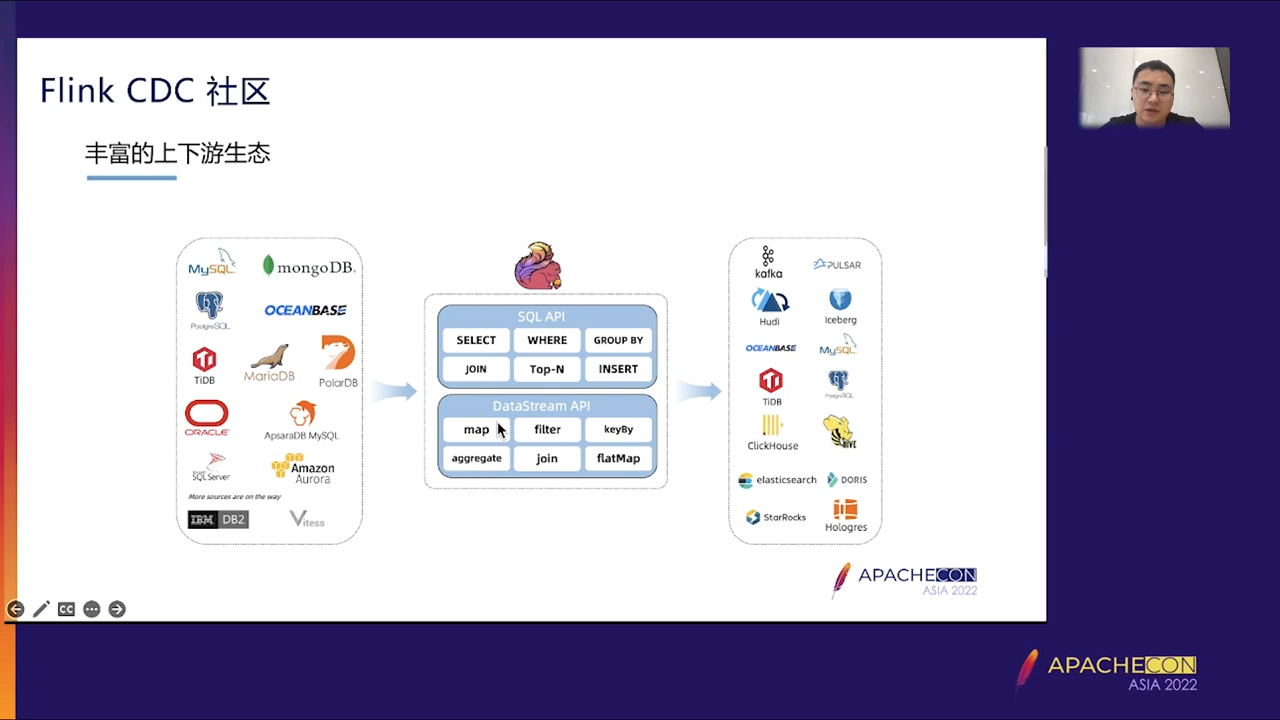 Flink CDC 社区
丰富的上下游生态
MySQL
mongoDB.
PostgreSQL
OCEANBASE
TiDB
MariaDB
PolarDB
ORACLE
ApsaraDB MySQL
SQL Server
Amazon
Aurora
More sources are on the way
IBM DB2
Vitess
SQL API
SELECT WHERE GROUP BY
JOIN Top-N INSERT
DataStream API
map filter keyBy
aggregate join flatMap
kafka
PULSAR
Hudi
Iceberg
OCEANBASE
MySQL
TiDB
PostgreSQL
ClickHouse
HIVE
elasticsearch
DORIS
StarRocks
Hologres
APACHECON
ASIA 2022
CC
APACHECON
ASIA 2022